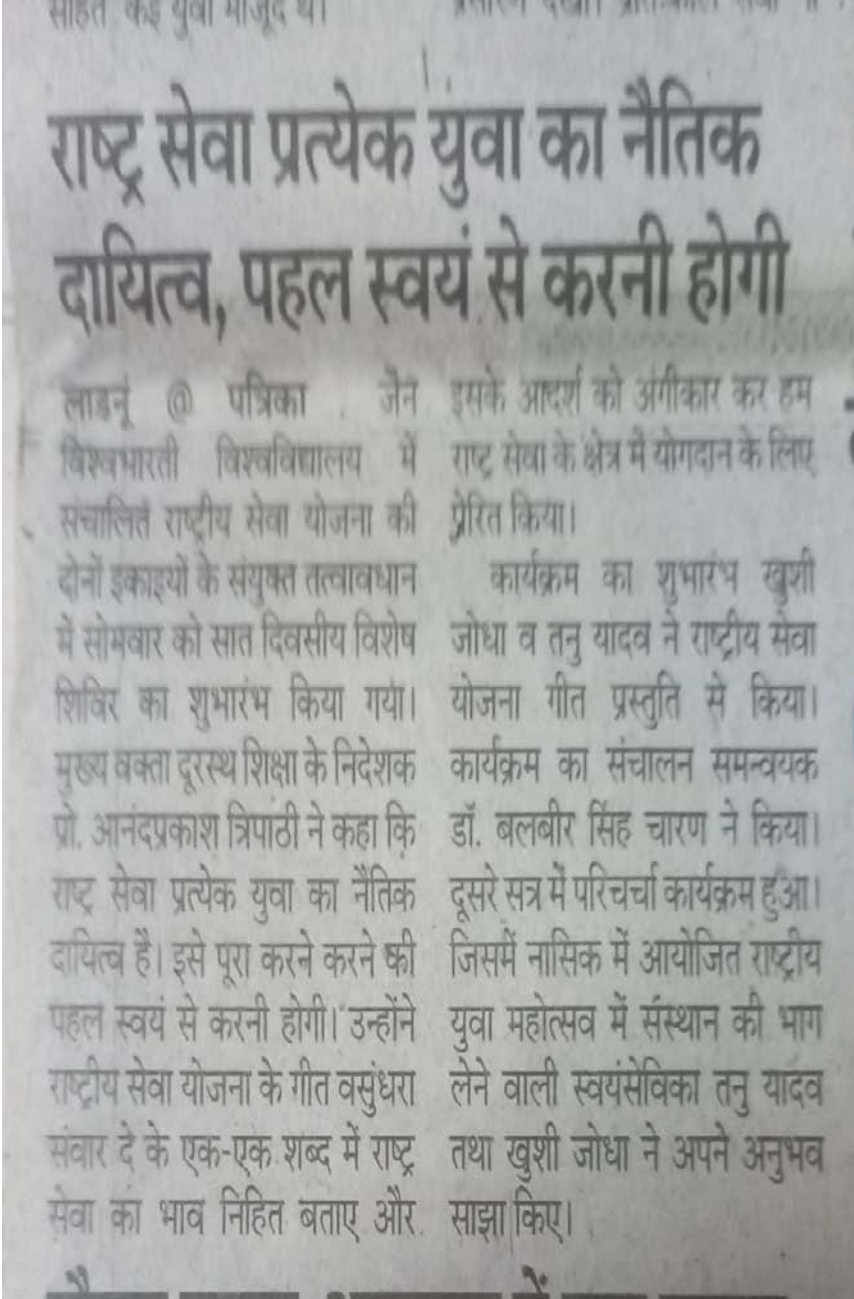 सहित कई युवा मौजूद थे।
राष्ट्र सेवा प्रत्येक युवा का नैतिक
दायित्व, पहल स्वयं से करनी होगी
लाडनूं @ पत्रिका . जैन
विश्वभारती विश्वविद्यालय में
संचालित राष्ट्रीय सेवा योजना की
दोनों इकाइयों के संयुक्त तत्वावधान
में सोमवार को सात दिवसीय विशेष
शिविर का शुभारंभ किया गया।
मुख्य वक्ता दूरस्थ शिक्षा के निदेशक
प्रो. आनंदप्रकाश त्रिपाठी ने कहा कि
राष्ट्र सेवा प्रत्येक युवा का नैतिक
दायित्व है। इसे पूरा करने करने की
पहल स्वयं से करनी होगी। उन्होंने
राष्ट्रीय सेवा योजना के गीत वसुंधरा
संवार दे के एक-एक शब्द में राष्ट्र
सेवा का भाव निहित बताए और
इसके आदर्श को अंगीकार कर हम
राष्ट्र सेवा के क्षेत्र में योगदान के लिए
प्रेरित किया।
कार्यक्रम का शुभारंभ खुशी
जोधा व तनु यादव ने राष्ट्रीय सेवा
योजना गीत प्रस्तुति से किया।
कार्यक्रम का संचालन समन्वयक
डॉ. बलबीर सिंह चारण ने किया।
दूसरे सत्र में परिचर्चा कार्यक्रम हुआ।
जिसमें नासिक में आयोजित राष्ट्रीय
युवा महोत्सव में संस्थान की भाग
लेने वाली स्वयंसेविका तनु यादव
तथा खुशी जोधा ने अपने अनुभव
साझा किए।